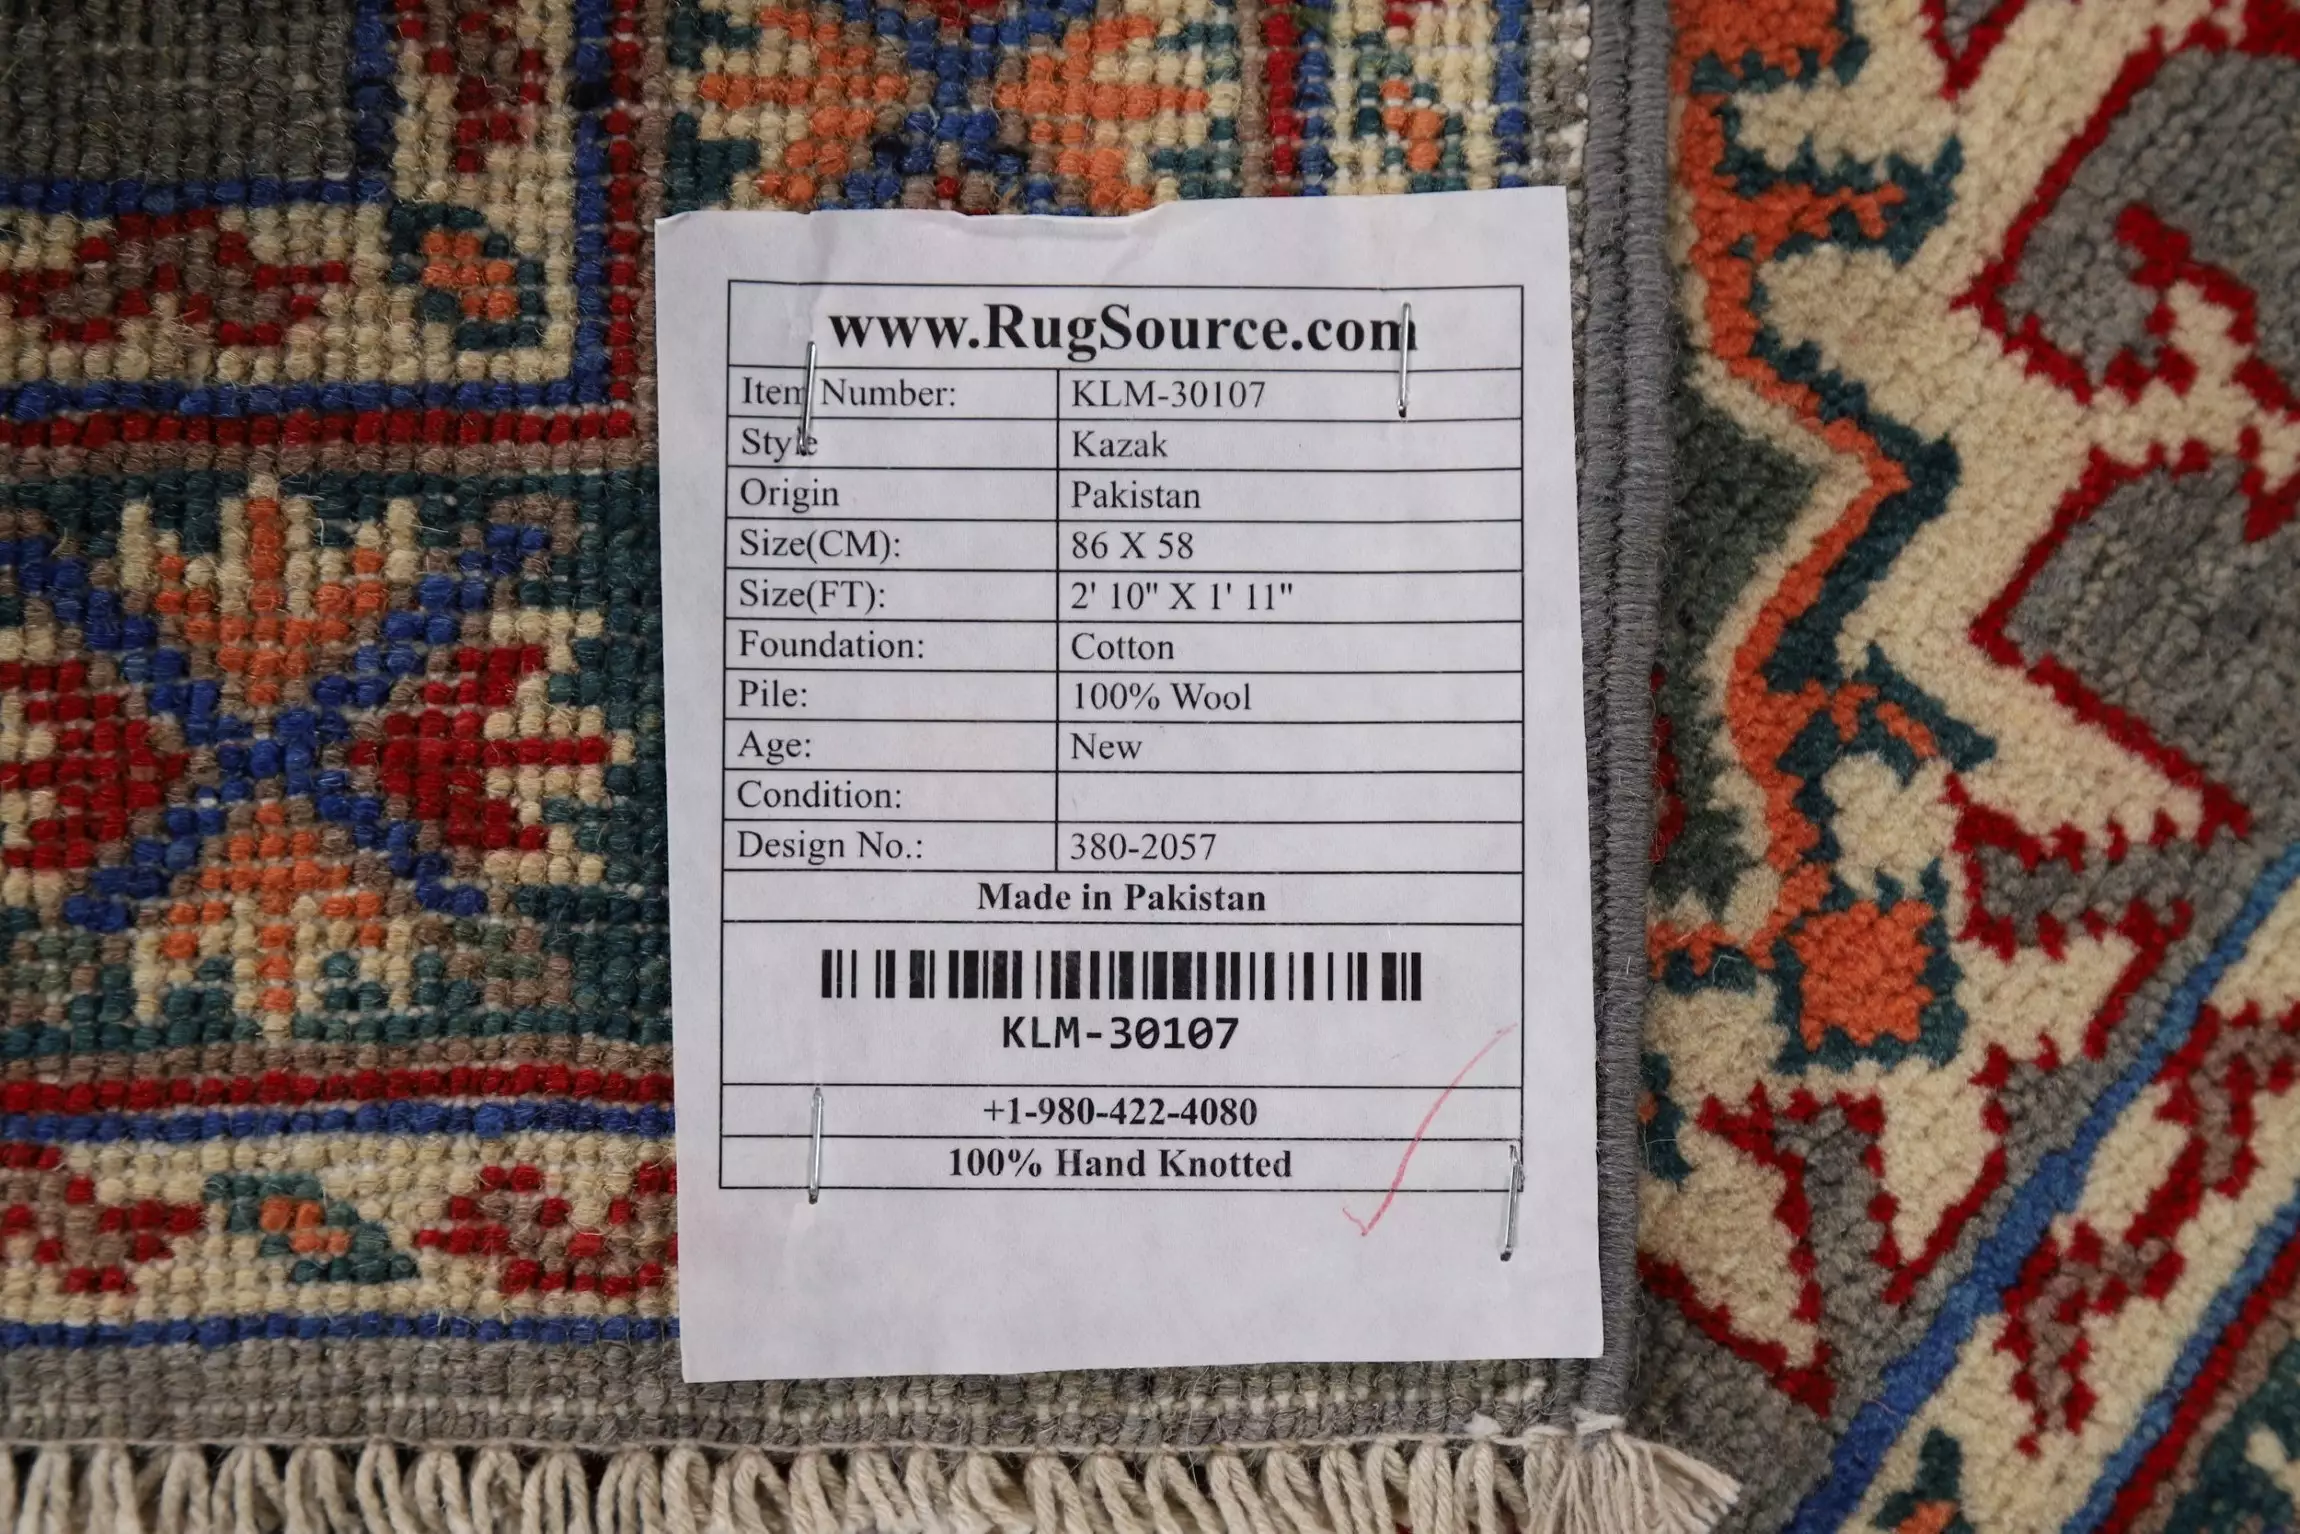 www.RugSource.com
Item Number: KLM-30107
Style Kazak
Origin Pakistan
Size(CM): 86 X 58
Size(FT): 2' 10" X 1' 11"
Foundation: Cotton
Pile: 100% Wool
Age: New
Condition:
Design No.: 380-2057
Made in Pakistan
KLM-30107
+1-980-422-4080
100% Hand Knotted